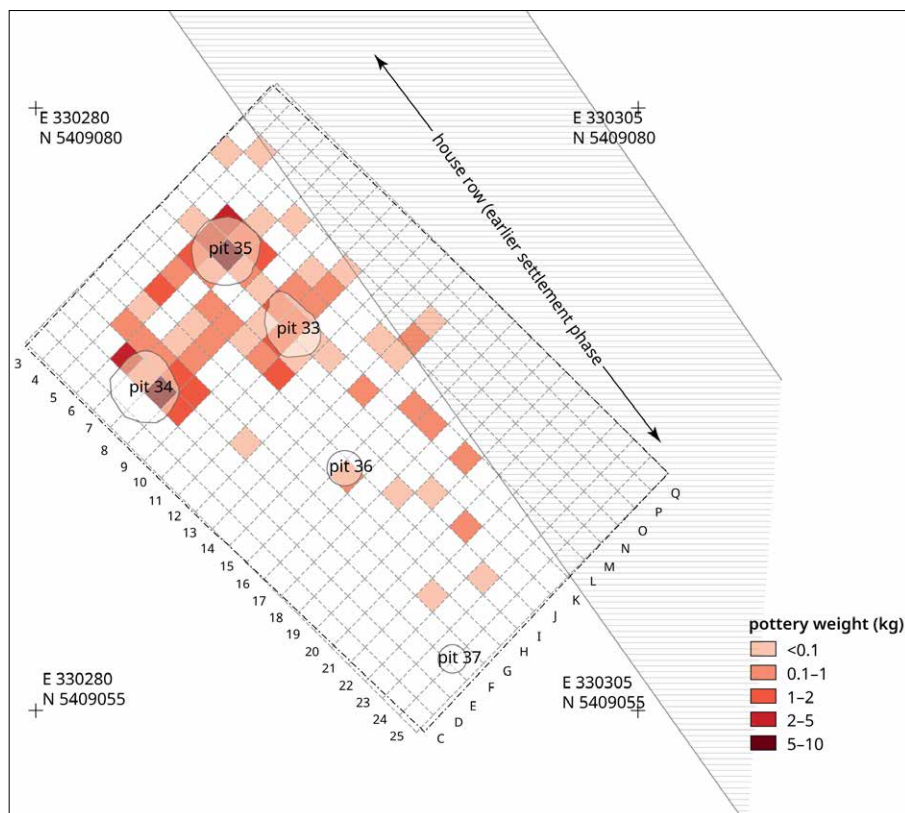 E 330280
N 5409080
E 330305
N 5409080
house row (earlier settlement phase
pit 35
pit 33
pit 34
pit 36
pit 37
3
4
5
6
7
8
9
10
11
12
13
14
15
16
17
18
19
20
21
22
23
24
25
C
D
E
F
G
H
I
J
K
L
M
N
O
P
Q
E 330280
N 5409055
E 330305
N 5409055
pottery weight (kg)
<0.1
0.1–1
1–2
2–5
5–10